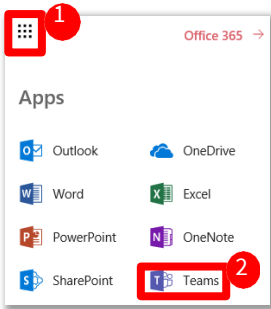 1
Office 365 →
Apps
Outlook OneDrive
Word Excel
PowerPoint OneNote
2
SharePoint Teams